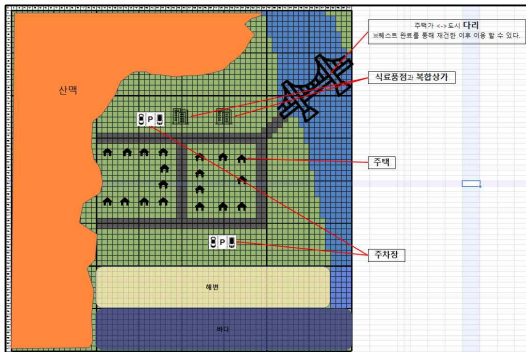 주택가 <->도시 다리
※퀘스트 완료를 통해 재건한 이후 이용 할 수 있다.
산맥
식료품점과 복합상가
P
주택
P
주차장
해변
바다